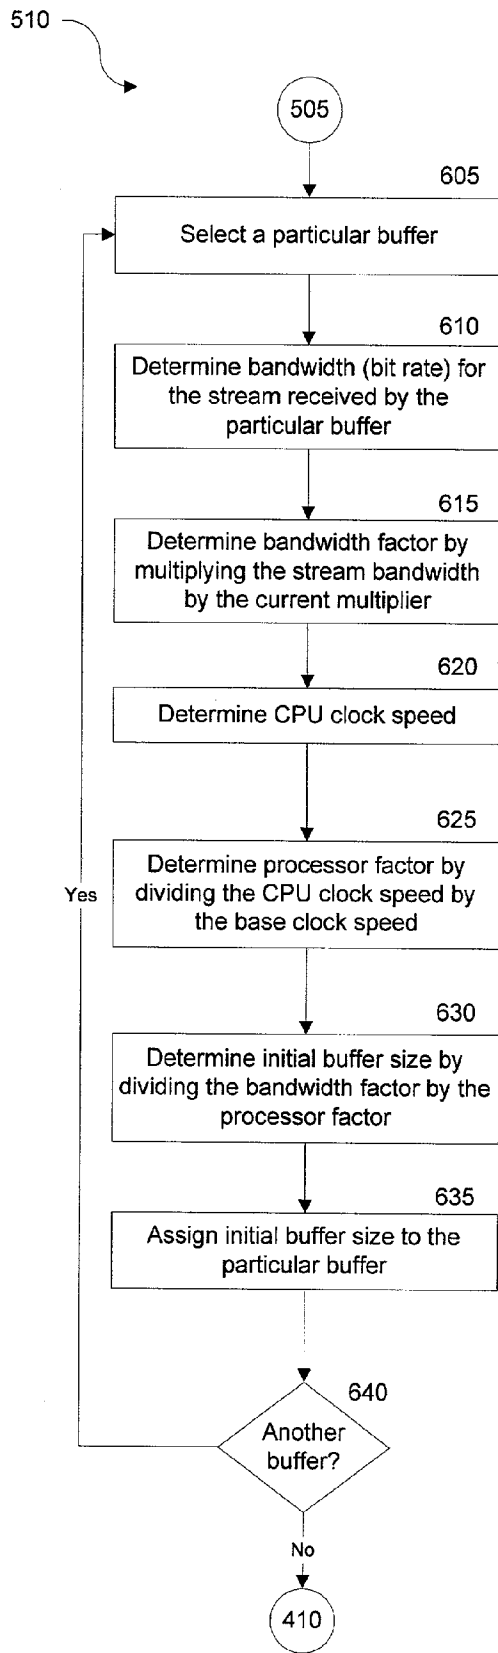 510
505
605
Select a particular buffer
610
Determine bandwidth (bit rate) for
the stream received by the
particular buffer
615
Determine bandwidth factor by
multiplying the stream bandwidth
by the current multiplier
620
Determine CPU clock speed
625
Determine processor factor by
dividing the CPU clock speed by
the base clock speed
Yes
630
Determine initial buffer size by
dividing the bandwidth factor by the
processor factor
635
Assign initial buffer size to the
particular buffer
640
Another
buffer?
No
410